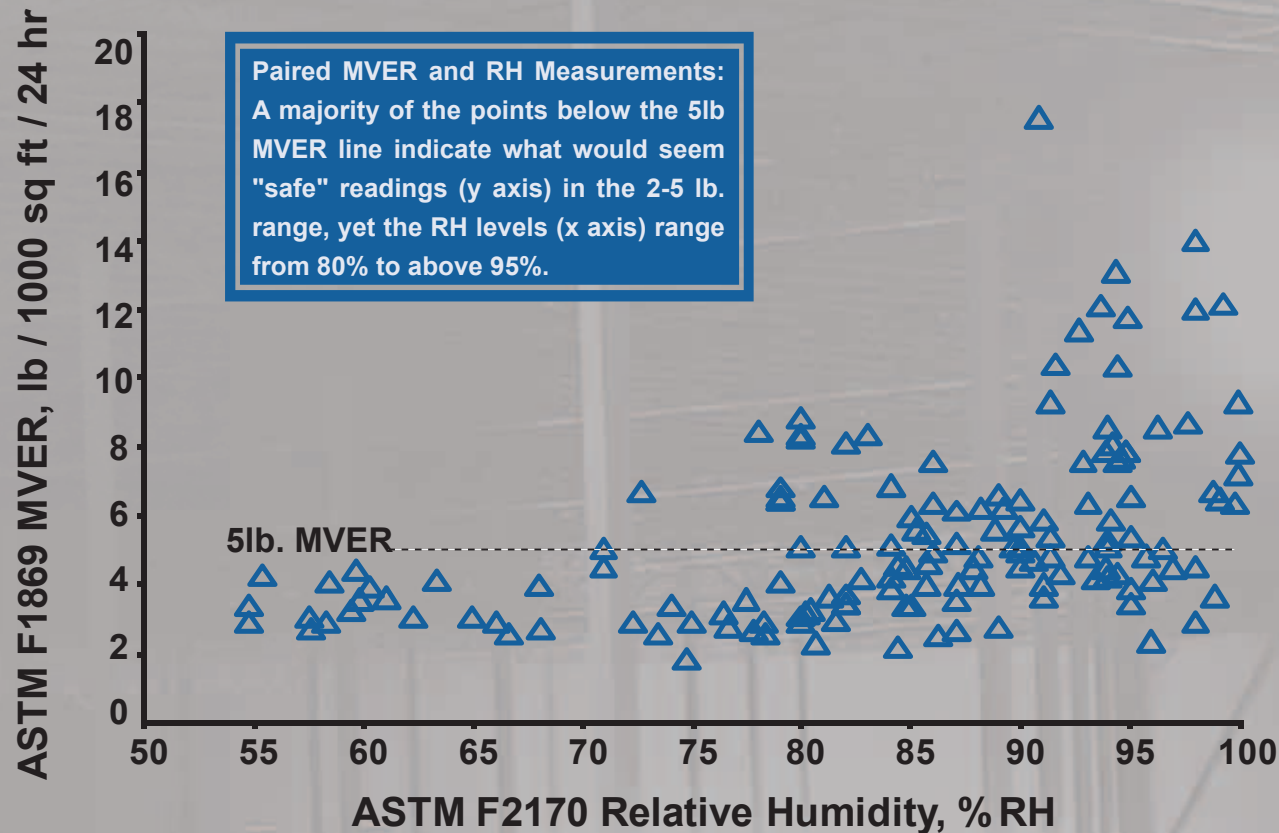 ASTM F1869 MVER, lb / 1000 sq ft / 24 hr
20
18
16
14
12
10
8
6
4
2
0
Paired MVER and RH Measurements:
A majority of the points below the 5lb
MVER line indicate what would seem
"safe" readings (y axis) in the 2-5 lb.
range, yet the RH levels (x axis) range
from 80% to above 95%.
5lb. MVER
50 55 60 65 70 75 80 85 90 95 100
ASTM F2170 Relative Humidity, % RH